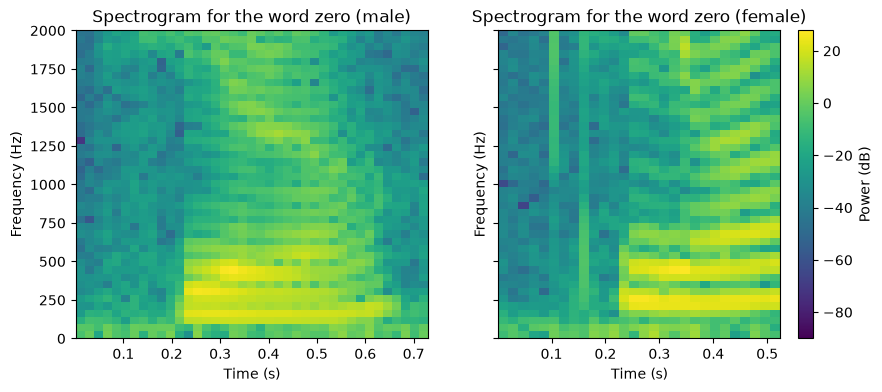 Spectrogram for the word zero (male)
2000
1750
1500
1250
1000
750
500
250
0
Frequency (Hz)
0.1 0.2 0.3 0.4 0.5 0.6 0.7
Time (s)
Spectrogram for the word zero (female)
Frequency (Hz)
0.1 0.2 0.3 0.4 0.5
Time (s)
20
0
−20
−40
−60
−80
Power (dB)